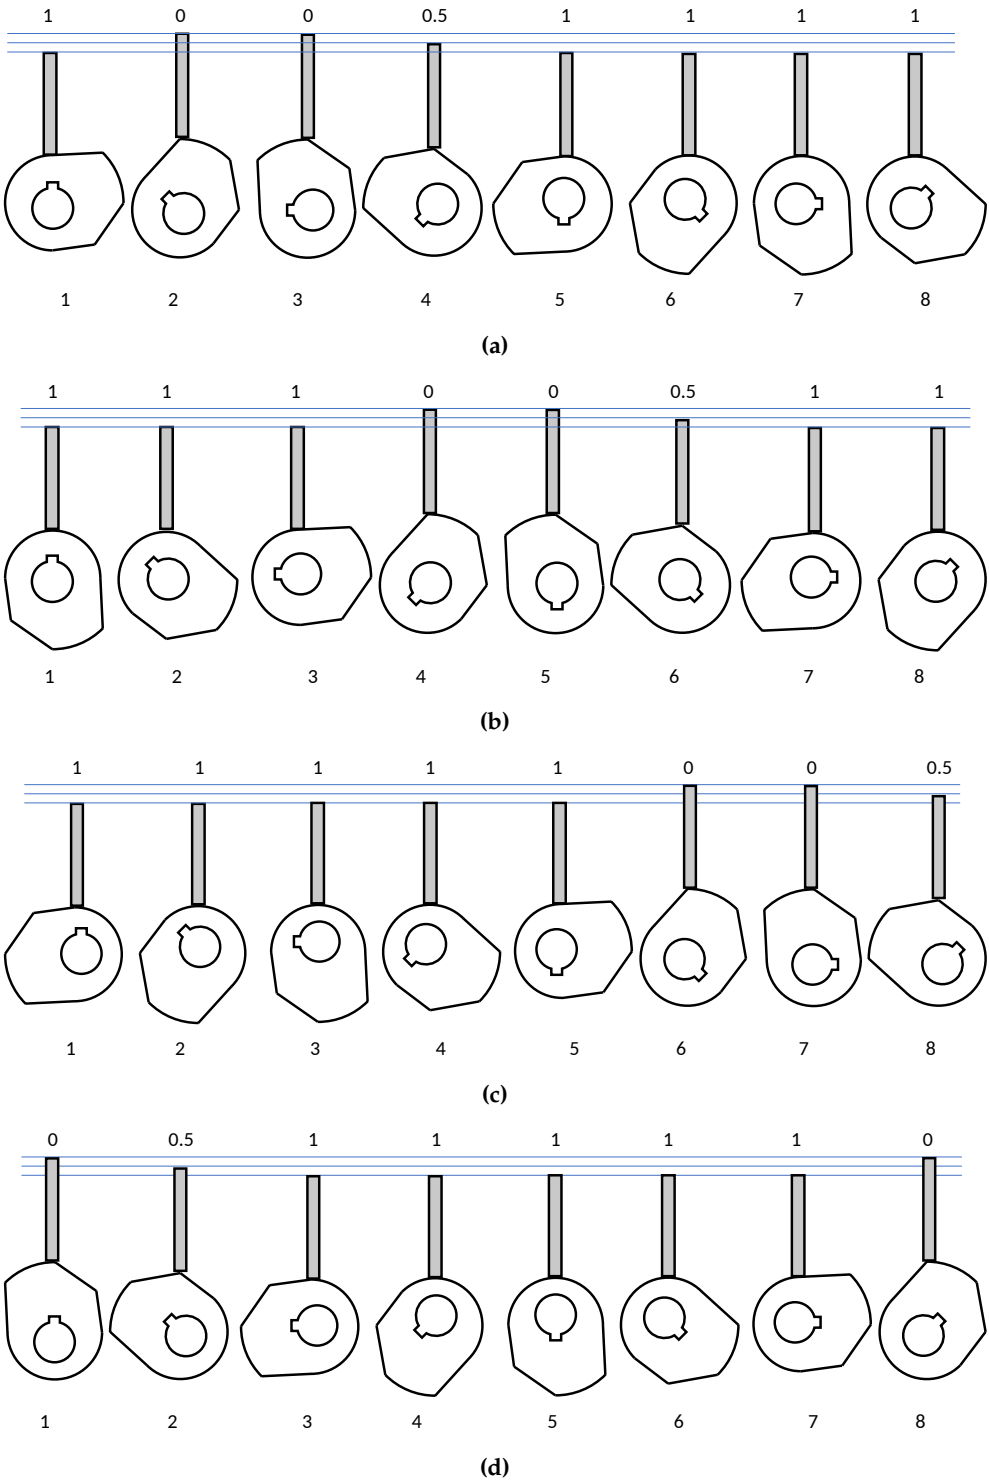 1 0 0 0.5 1 1 1 1
1 2 3 4 5 6 7 8
(a)
1 1 1 0 0 0.5 1 1
1 2 3 4 5 6 7 8
(b)
1 1 1 1 1 0 0 0.5
1 2 3 4 5 6 7 8
(c)
0 0.5 1 1 1 1 1 0
1 2 3 4 5 6 7 8
(d)